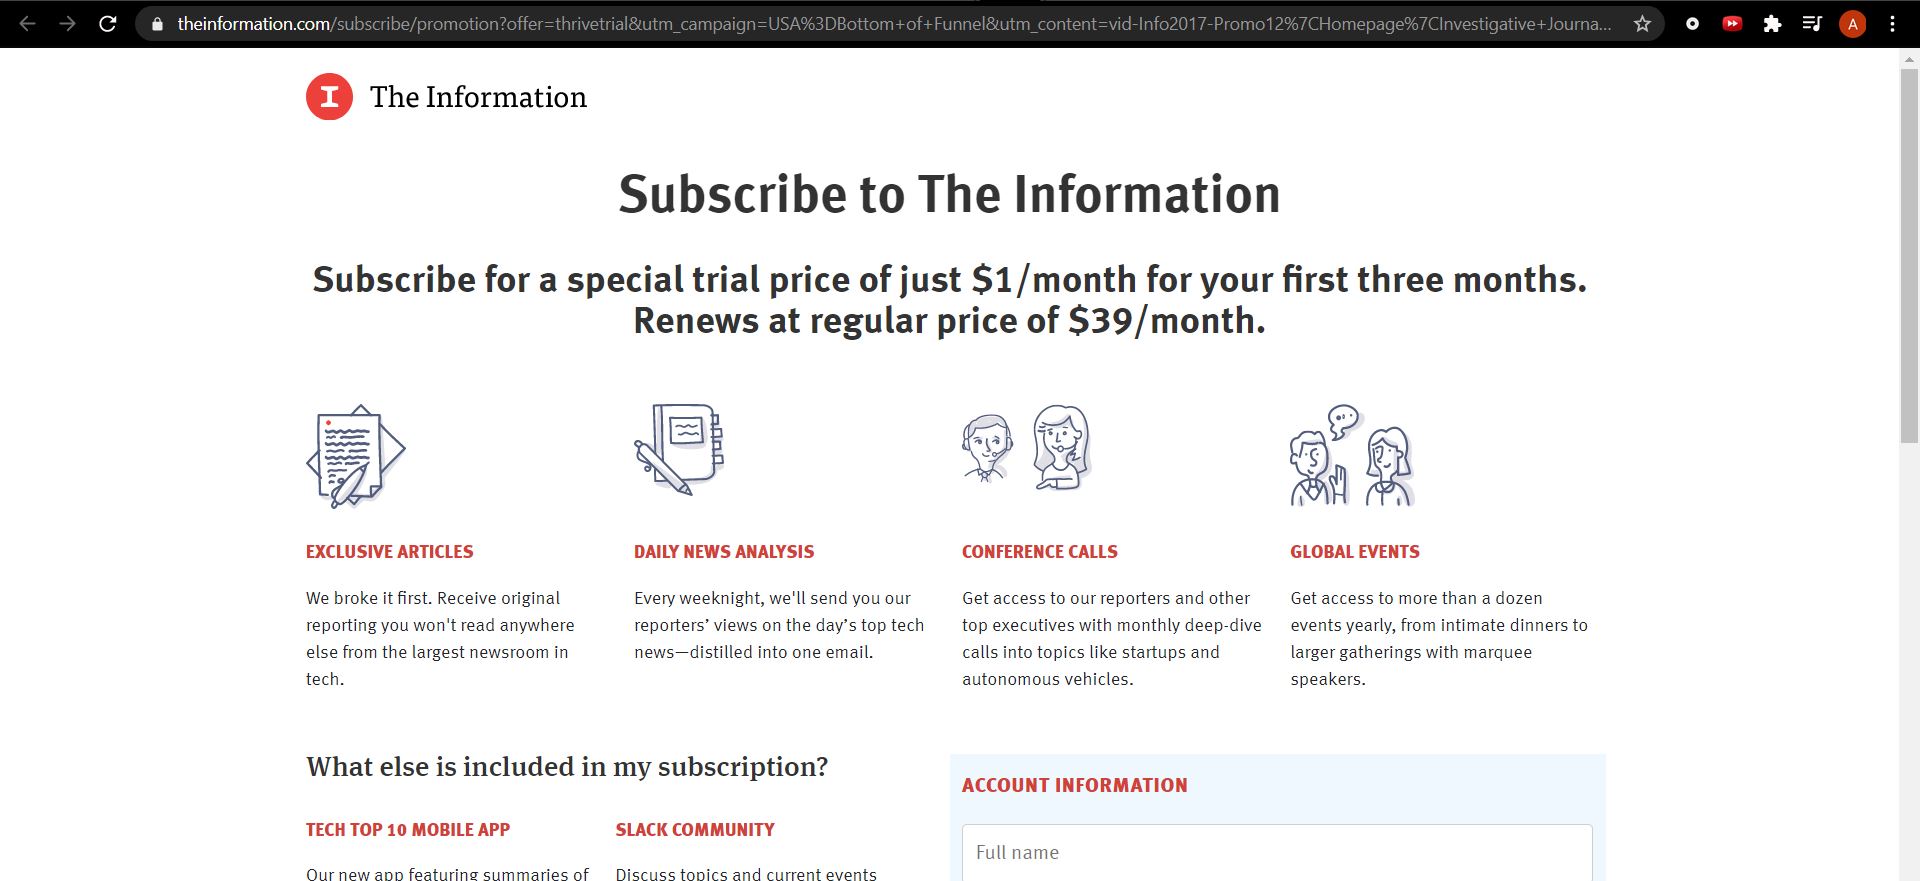 theinformation.com/subscribe/promotion?offer=thrivetrial&utm_campaign=USA%3DBottom+of+Funnel&utm_content=vid-Info2017-Promo12%7CHomepage%7CInvestigative+Journa...
A
I The Information
Subscribe to The Information
Subscribe for a special trial price of just $1/month for your first three months.
Renews at regular price of $39/month.
EXCLUSIVE ARTICLES
We broke it first. Receive original
reporting you won't read anywhere
else from the largest newsroom in
tech.
DAILY NEWS ANALYSIS
Every weeknight, we'll send you our
reporters’ views on the day’s top tech
news—distilled into one email.
CONFERENCE CALLS
Get access to our reporters and other
top executives with monthly deep-dive
calls into topics like startups and
autonomous vehicles.
GLOBAL EVENTS
Get access to more than a dozen
events yearly, from intimate dinners to
larger gatherings with marquee
speakers.
What else is included in my subscription?
TECH TOP 10 MOBILE APP
Our new app featuring summaries of
SLACK COMMUNITY
Discuss topics and current events
ACCOUNT INFORMATION
Full name